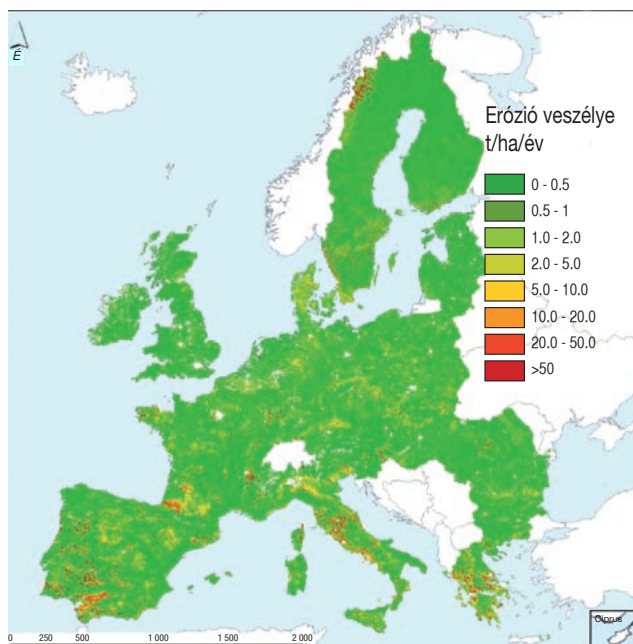 É
Erózió veszélye
t/ha/év
0 - 0.5
0.5 - 1
1.0 - 2.0
2.0 - 5.0
5.0 - 10.0
10.0 - 20.0
20.0 - 50.0
>50
0 250 500 1 000 1 500 2 000
Ciprus